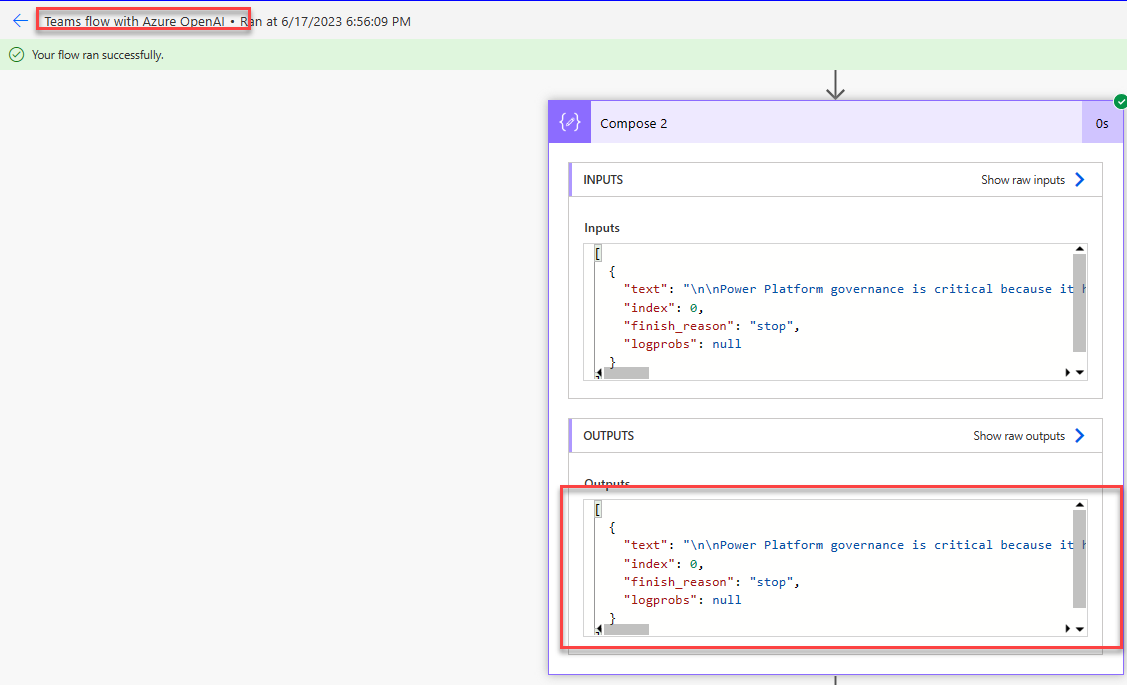 Teams flow with Azure OpenAI • Ran at 6/17/2023 6:56:09 PM
Your flow ran successfully.
Compose 2
0s
INPUTS
Show raw inputs
Inputs
[
{
"text": "\n\nPower Platform governance is critical because it
"index": 0,
"finish_reason": "stop",
"logprobs": null
}
OUTPUTS
Show raw outputs
Outputs
[
{
"text": "\n\nPower Platform governance is critical because it
"index": 0,
"finish_reason": "stop",
"logprobs": null
}